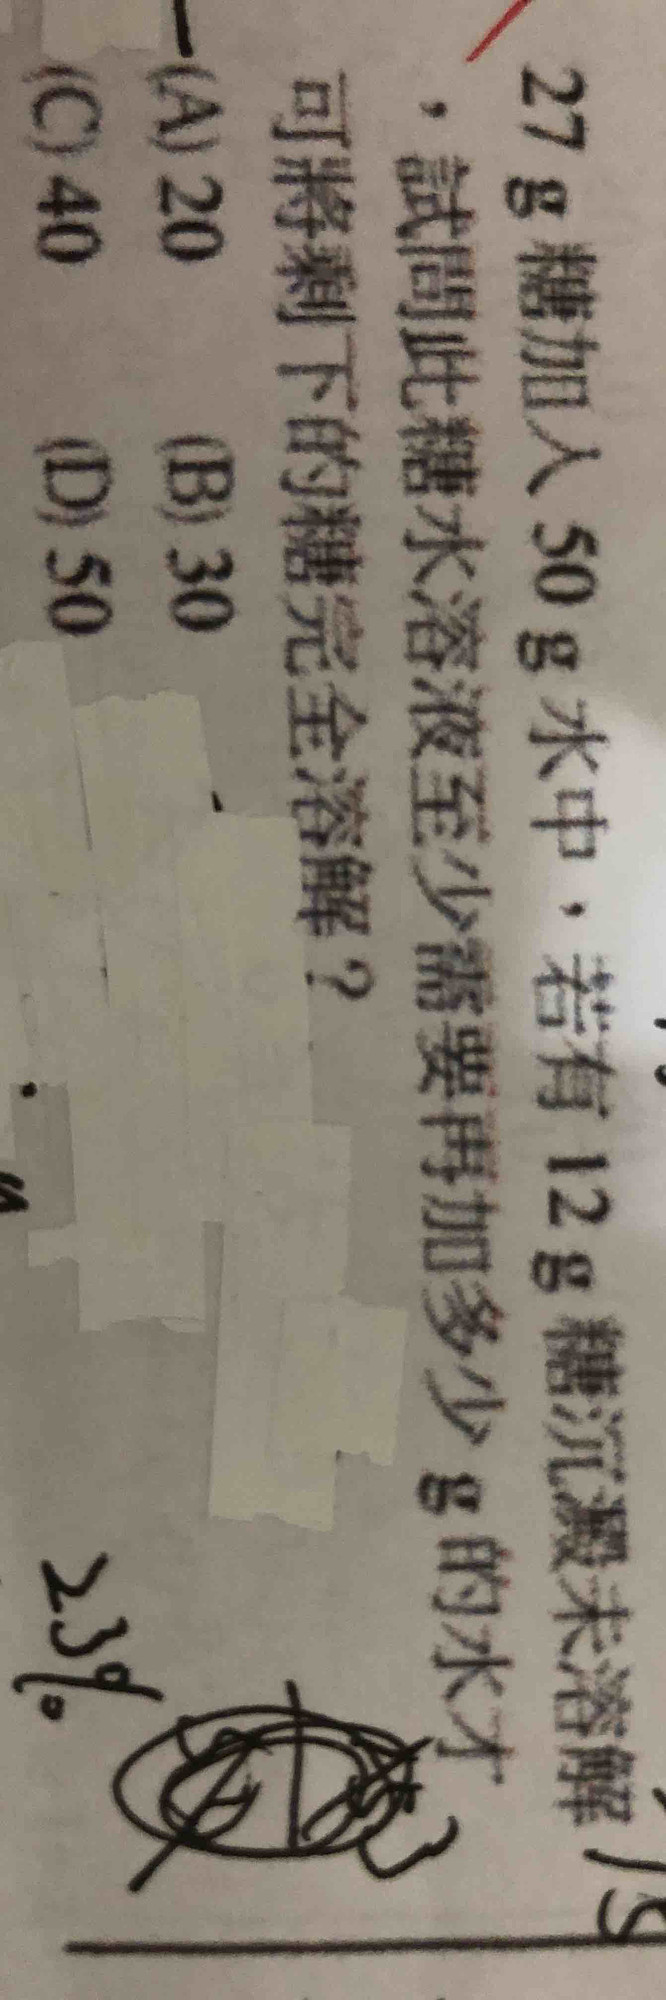 27 g 糖加入 50 g 水中，若有 12 g 糖沉澱未溶解
，試問此糖水溶液至少需要再加多少 g 的水才
可將剩下的糖完全溶解？
(A) 20 (B) 30
(C) 40 (D) 50
23%
15